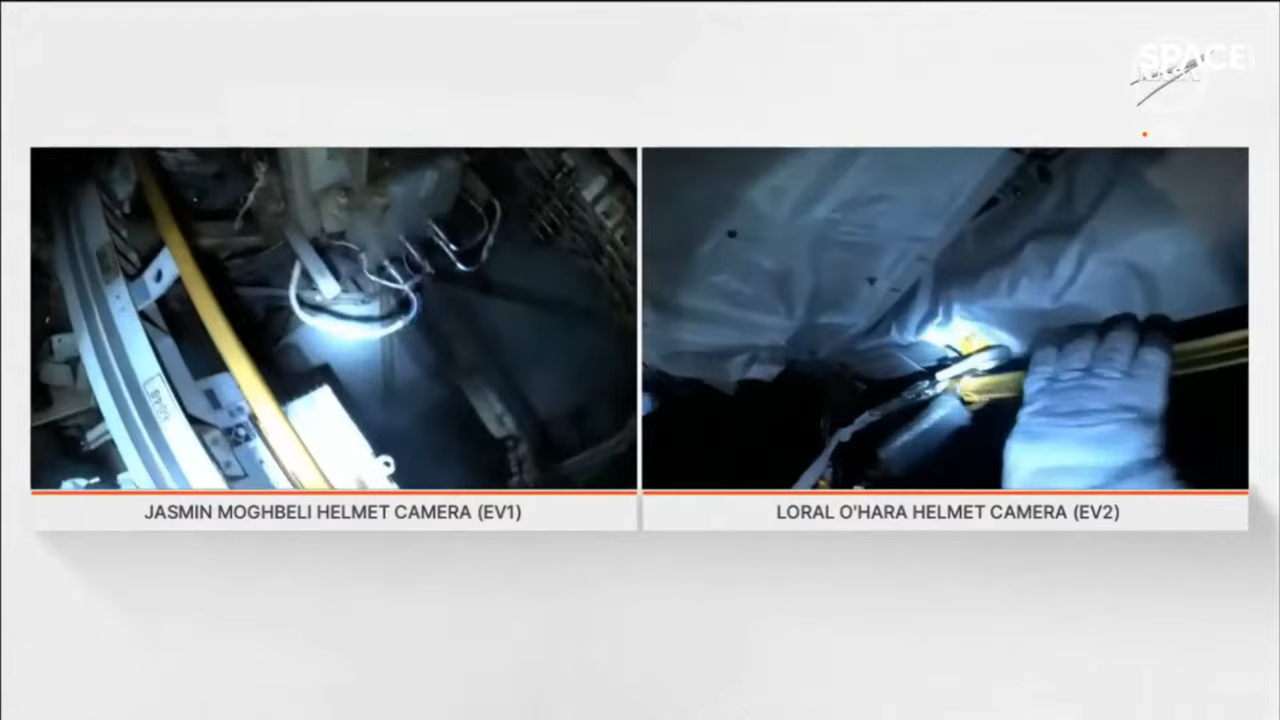 SPACE
JASMIN MOGHBELI HELMET CAMERA (EV1)
LORAL O'HARA HELMET CAMERA (EV2)